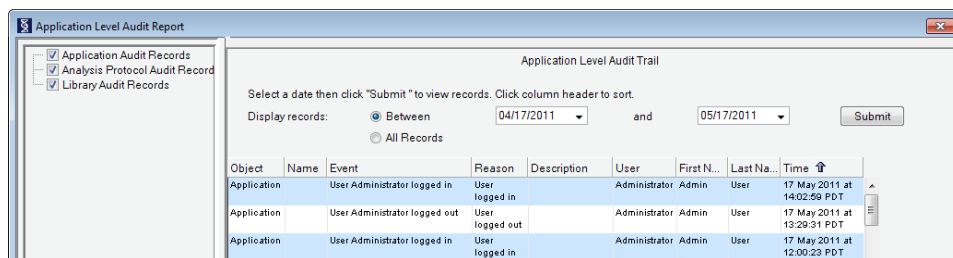 Application Level Audit Report
Application Audit Records
Analysis Protocol Audit Record
Library Audit Records
Application Level Audit Trail
Select a date then click "Submit " to view records. Click column header to sort.
Display records: Between 04/17/2011 and 05/17/2011 Submit
All Records
Object Name Event Reason Description User First N... Last Na... Time
Application User Administrator logged in User Administrator Admin User 17 May 2011 at
logged in 14:02:59 PDT
Application User Administrator logged out User Administrator Admin User 17 May 2011 at
logged out 13:29:31 PDT
Application User Administrator logged in User Administrator Admin User 17 May 2011 at
logged in 12:00:23 PDT